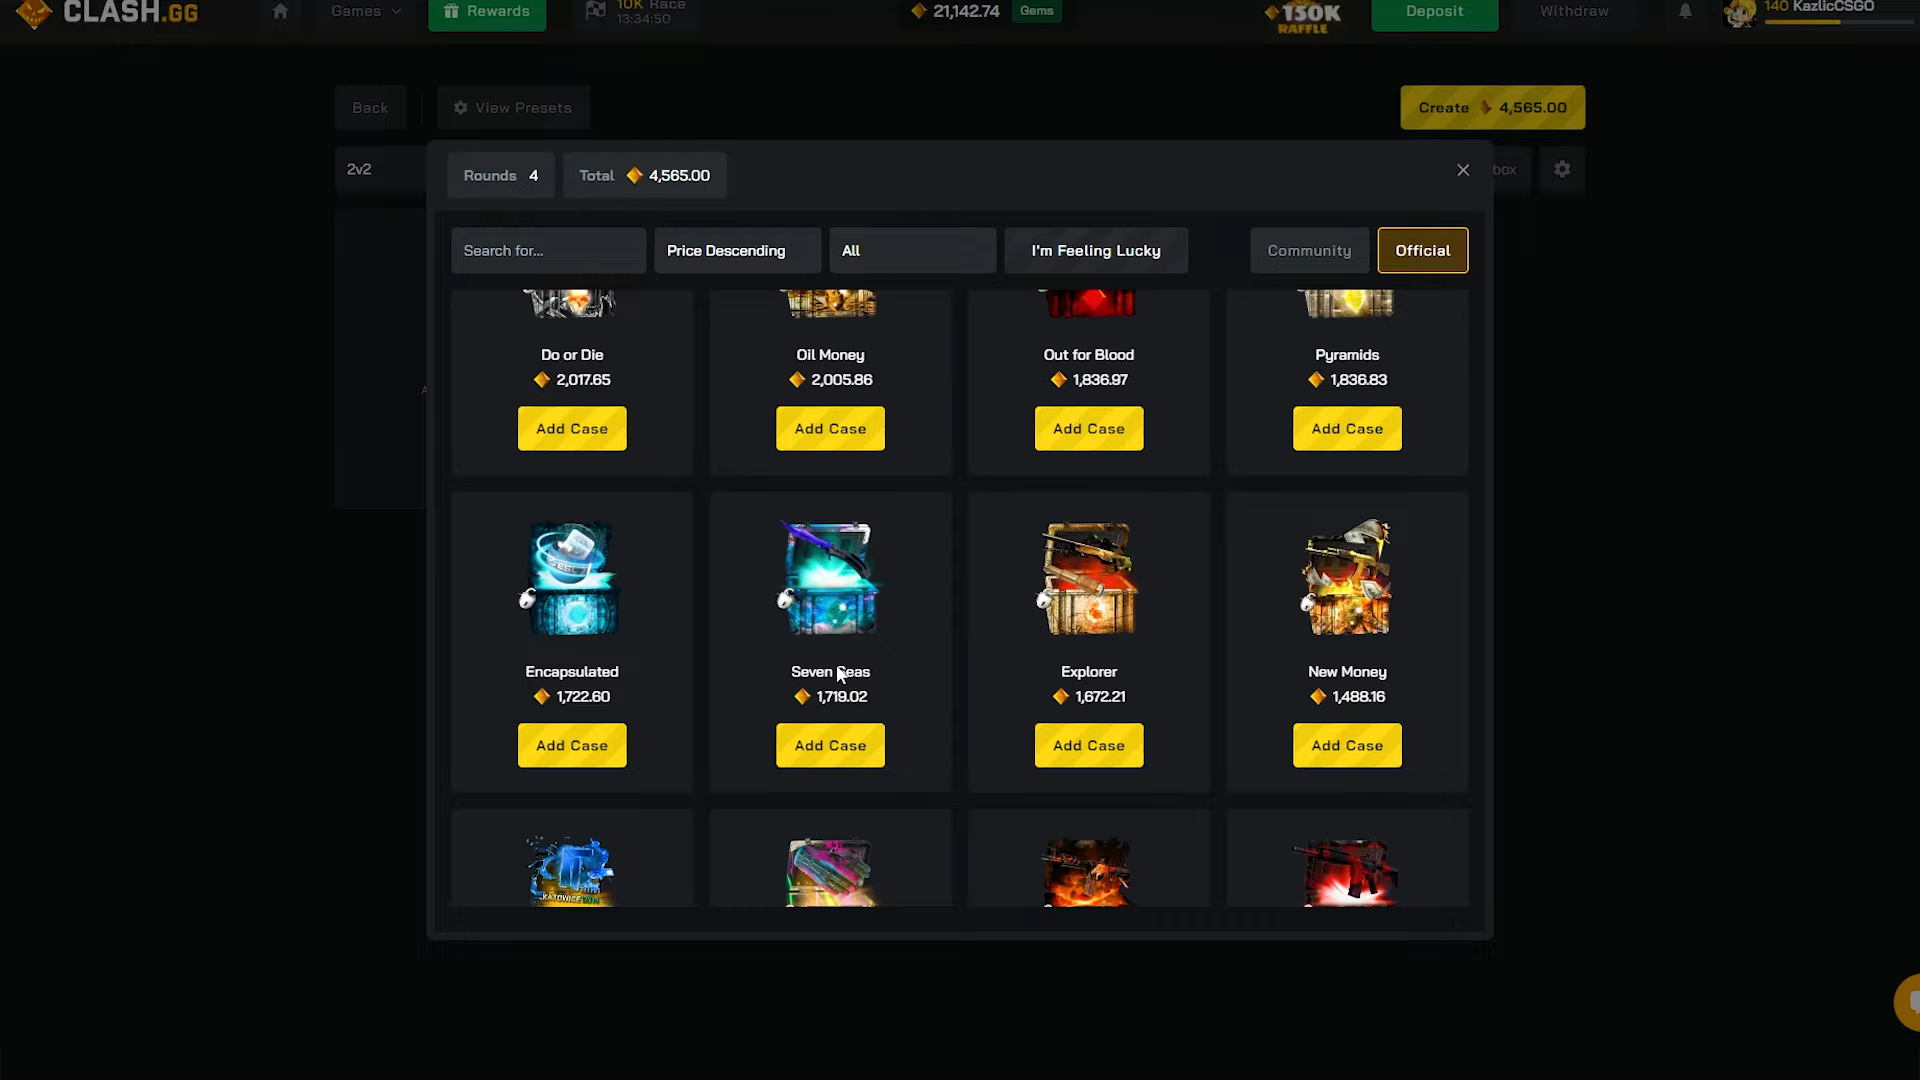 CLASH.GG
Games
Rewards
10K Race
13:34:50
21,142.74
Gems
150K
RAFFLE
Deposit
Withdraw
140 KazlicCSGO
Back
View Presets
Create 4,565.00
2v2
Rounds 4
Total 4,565.00
box
Search for...
Price Descending
All
I'm Feeling Lucky
Community
Official
Do or Die
Oil Money
Out for Blood
Pyramids
2,017.65
2,005.86
1,836.97
1,836.83
Add Case
Add Case
Add Case
Add Case
Encapsulated
Seven Seas
Explorer
New Money
1,722.60
1,719.02
1,672.21
1,488.16
Add Case
Add Case
Add Case
Add Case
KATOWICE